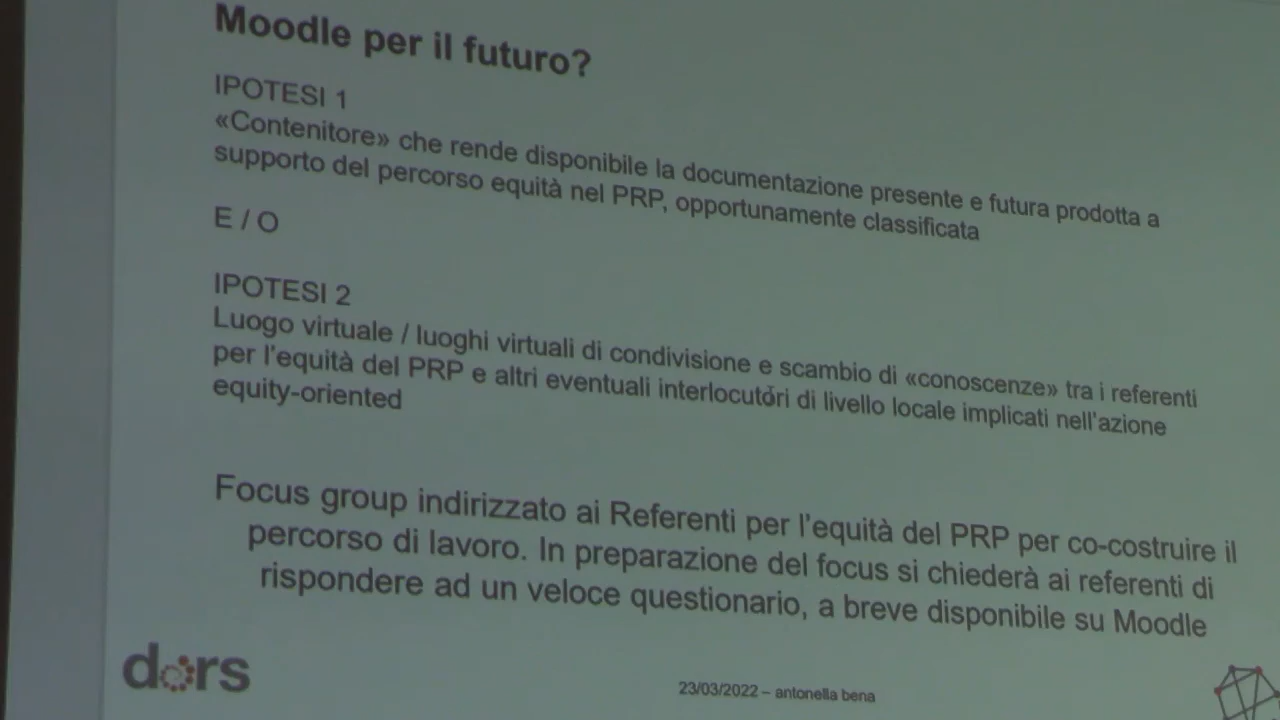 Moodle per il futuro?
IPOTESI 1
«Contenitore» che rende disponibile la documentazione presente e futura prodotta a
supporto del percorso equità nel PRP, opportunamente classificata
E / O
IPOTESI 2
Luogo virtuale / luoghi virtuali di condivisione e scambio di «conoscenze» tra i referenti
per l'equità del PRP e altri eventuali interlocutori di livello locale implicati nell'azione
equity-oriented
Focus group indirizzato ai Referenti per l'equità del PRP per co-costruire il
percorso di lavoro. In preparazione del focus si chiederà ai referenti di
rispondere ad un veloce questionario, a breve disponibile su Moodle
dors
23/03/2022 – antonella bena